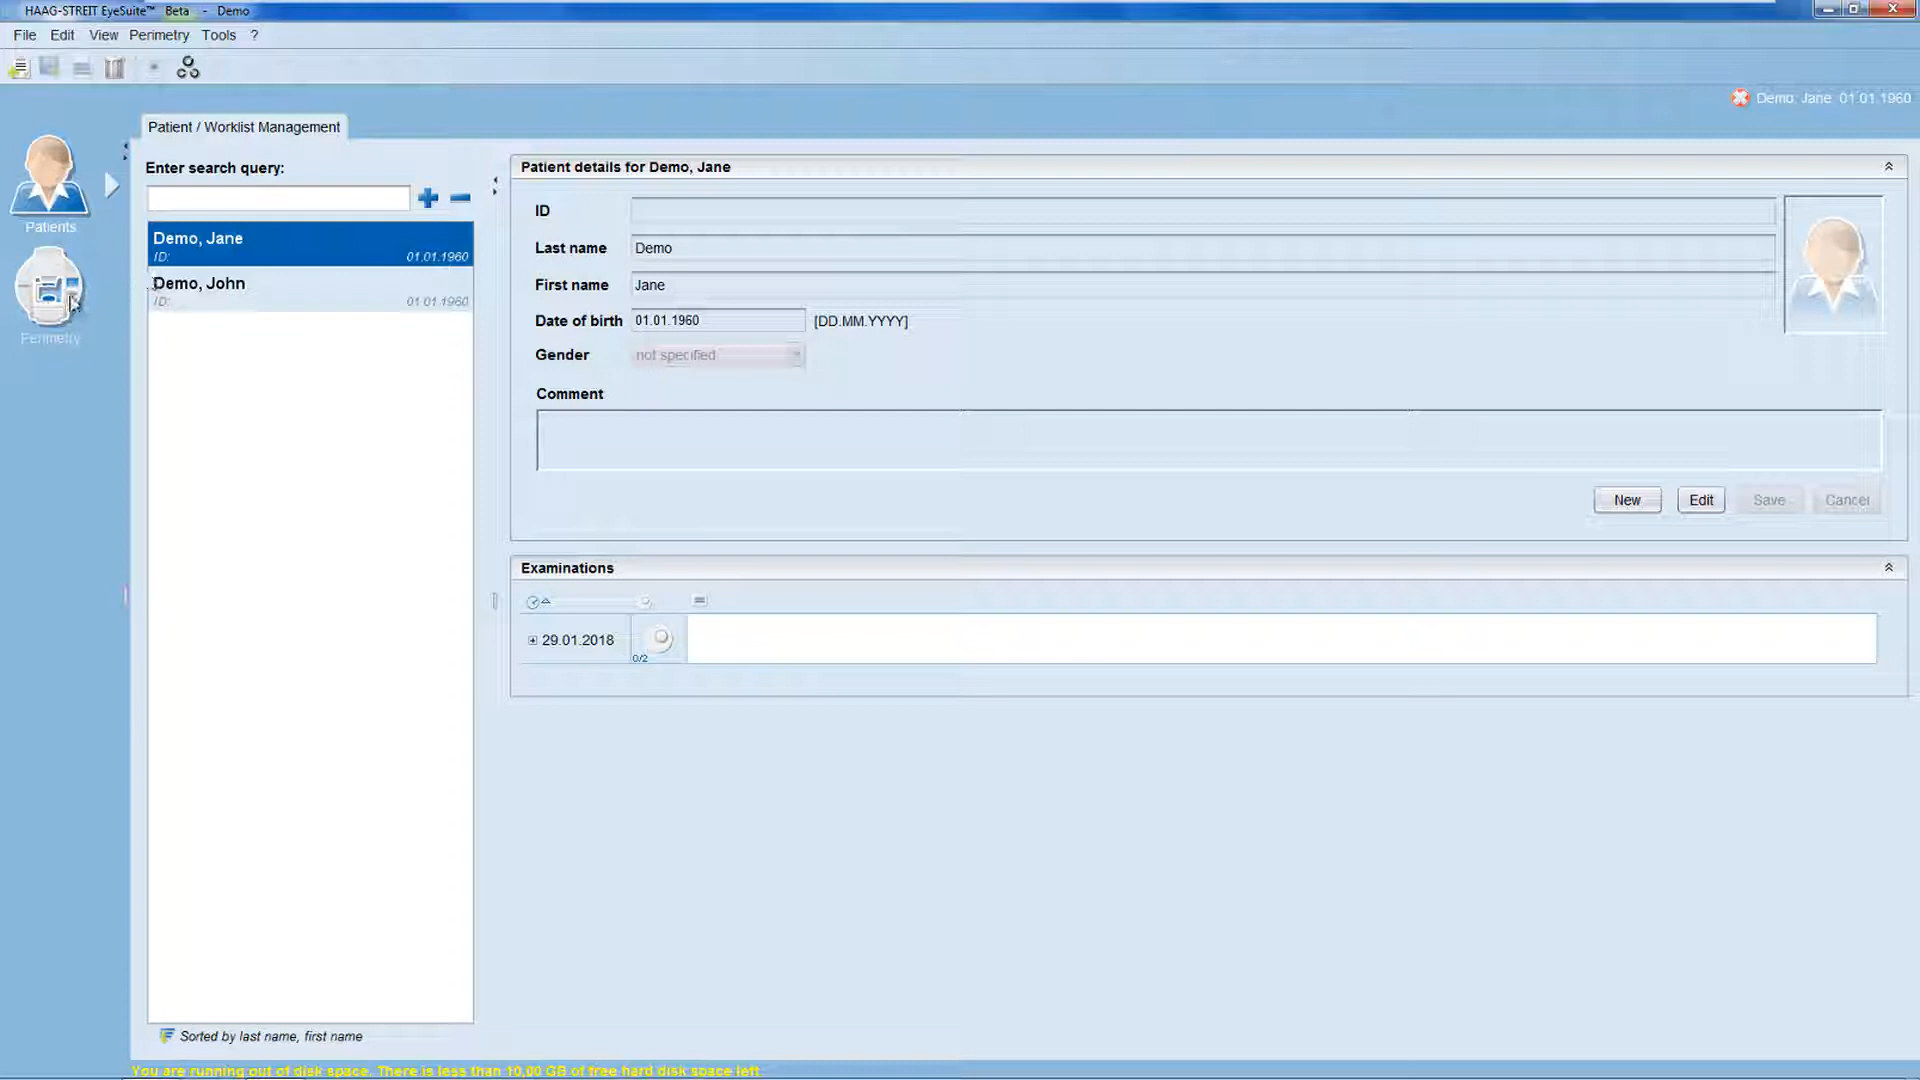 HAAG-STREIT EyeSuite™ Beta - Demo
File Edit View Perimetry Tools ?
Demo, Jane, 01.01.1960
Patient / Worklist Management
Patients
Perimetry
Enter search query:
Demo, Jane
ID: 01.01.1960
Demo, John
ID: 01.01.1960
Sorted by last name, first name
Patient details for Demo, Jane
ID
Last name Demo
First name Jane
Date of birth 01.01.1960 [DD.MM.YYYY]
Gender not specified
Comment
New Edit Save Cancel
Examinations
29.01.2018
0/2
You are running out of disk space. There is less than 10,00 GB of free hard disk space left.